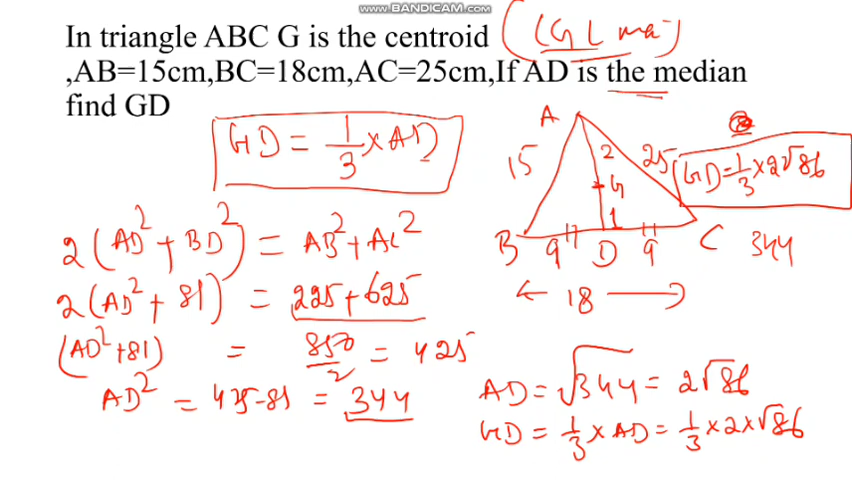 www.BANDICAM.com
In triangle ABC G is the centroid (GL ma-)
,AB=15cm,BC=18cm,AC=25cm,If AD is the median
find GD
GD = 1/3 × AD
A
15
2
25
G
1
B
9
D
9
C
18
GD = 1/3 × 2√86
344
2(AD² + BD²) = AB² + AC²
2(AD² + 81) = 225 + 625
(AD² + 81) = 850/2 = 425
AD² = 425-81 = 344
AD = √344 = 2√86
GD = 1/3 × AD = 1/3 × 2 × √86